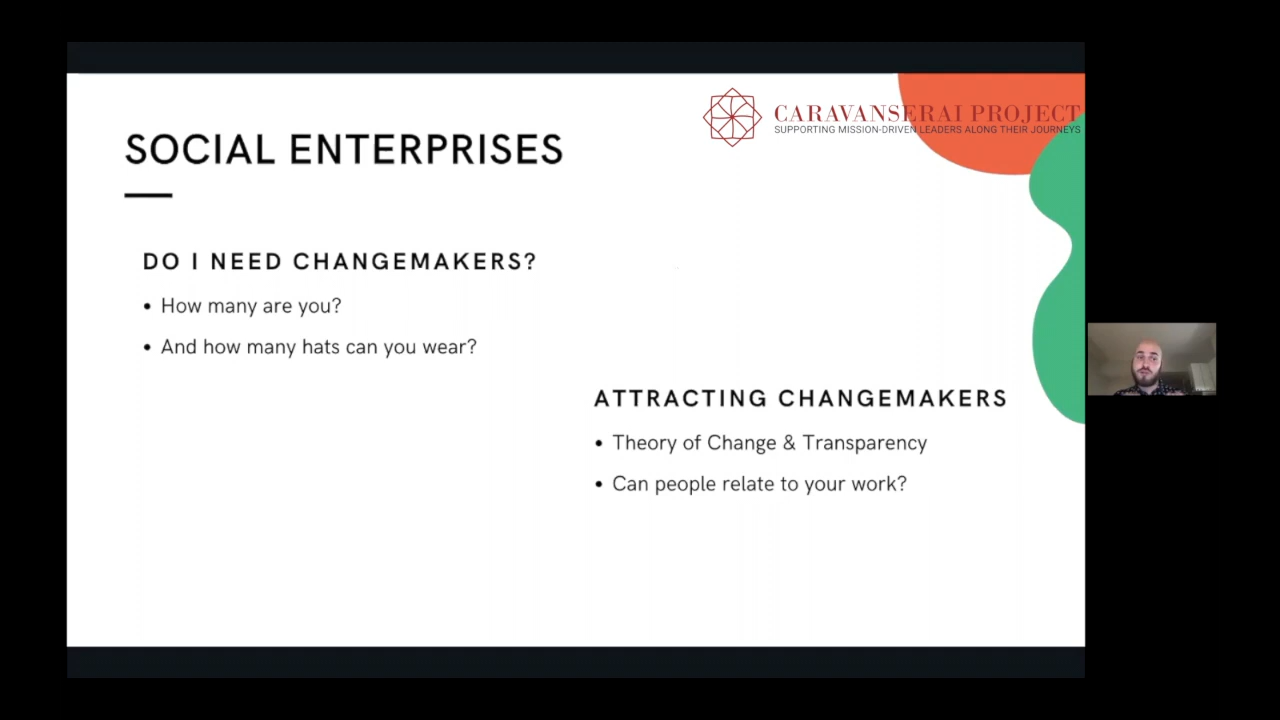 CARAVANSERAI PROJECT
SUPPORTING MISSION-DRIVEN LEADERS ALONG THEIR JOURNEYS
SOCIAL ENTERPRISES
DO I NEED CHANGEMAKERS?
• How many are you?
• And how many hats can you wear?
ATTRACTING CHANGEMAKERS
• Theory of Change & Transparency
• Can people relate to your work?